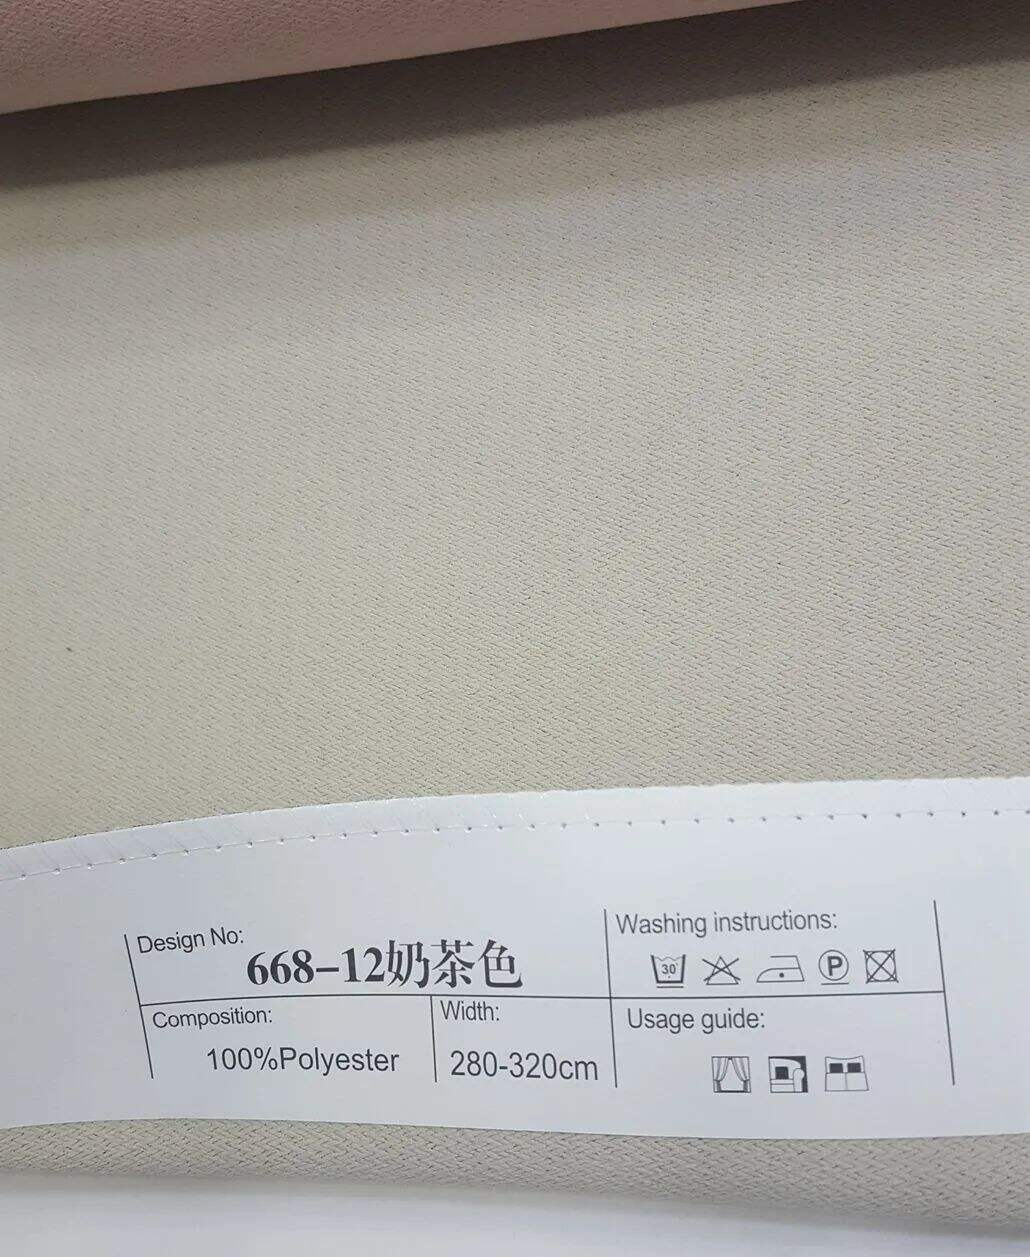 Design No:
668-12奶茶色
Composition:
100%Polyester
Width:
280-320cm
Washing instructions:
30
P
Usage guide: